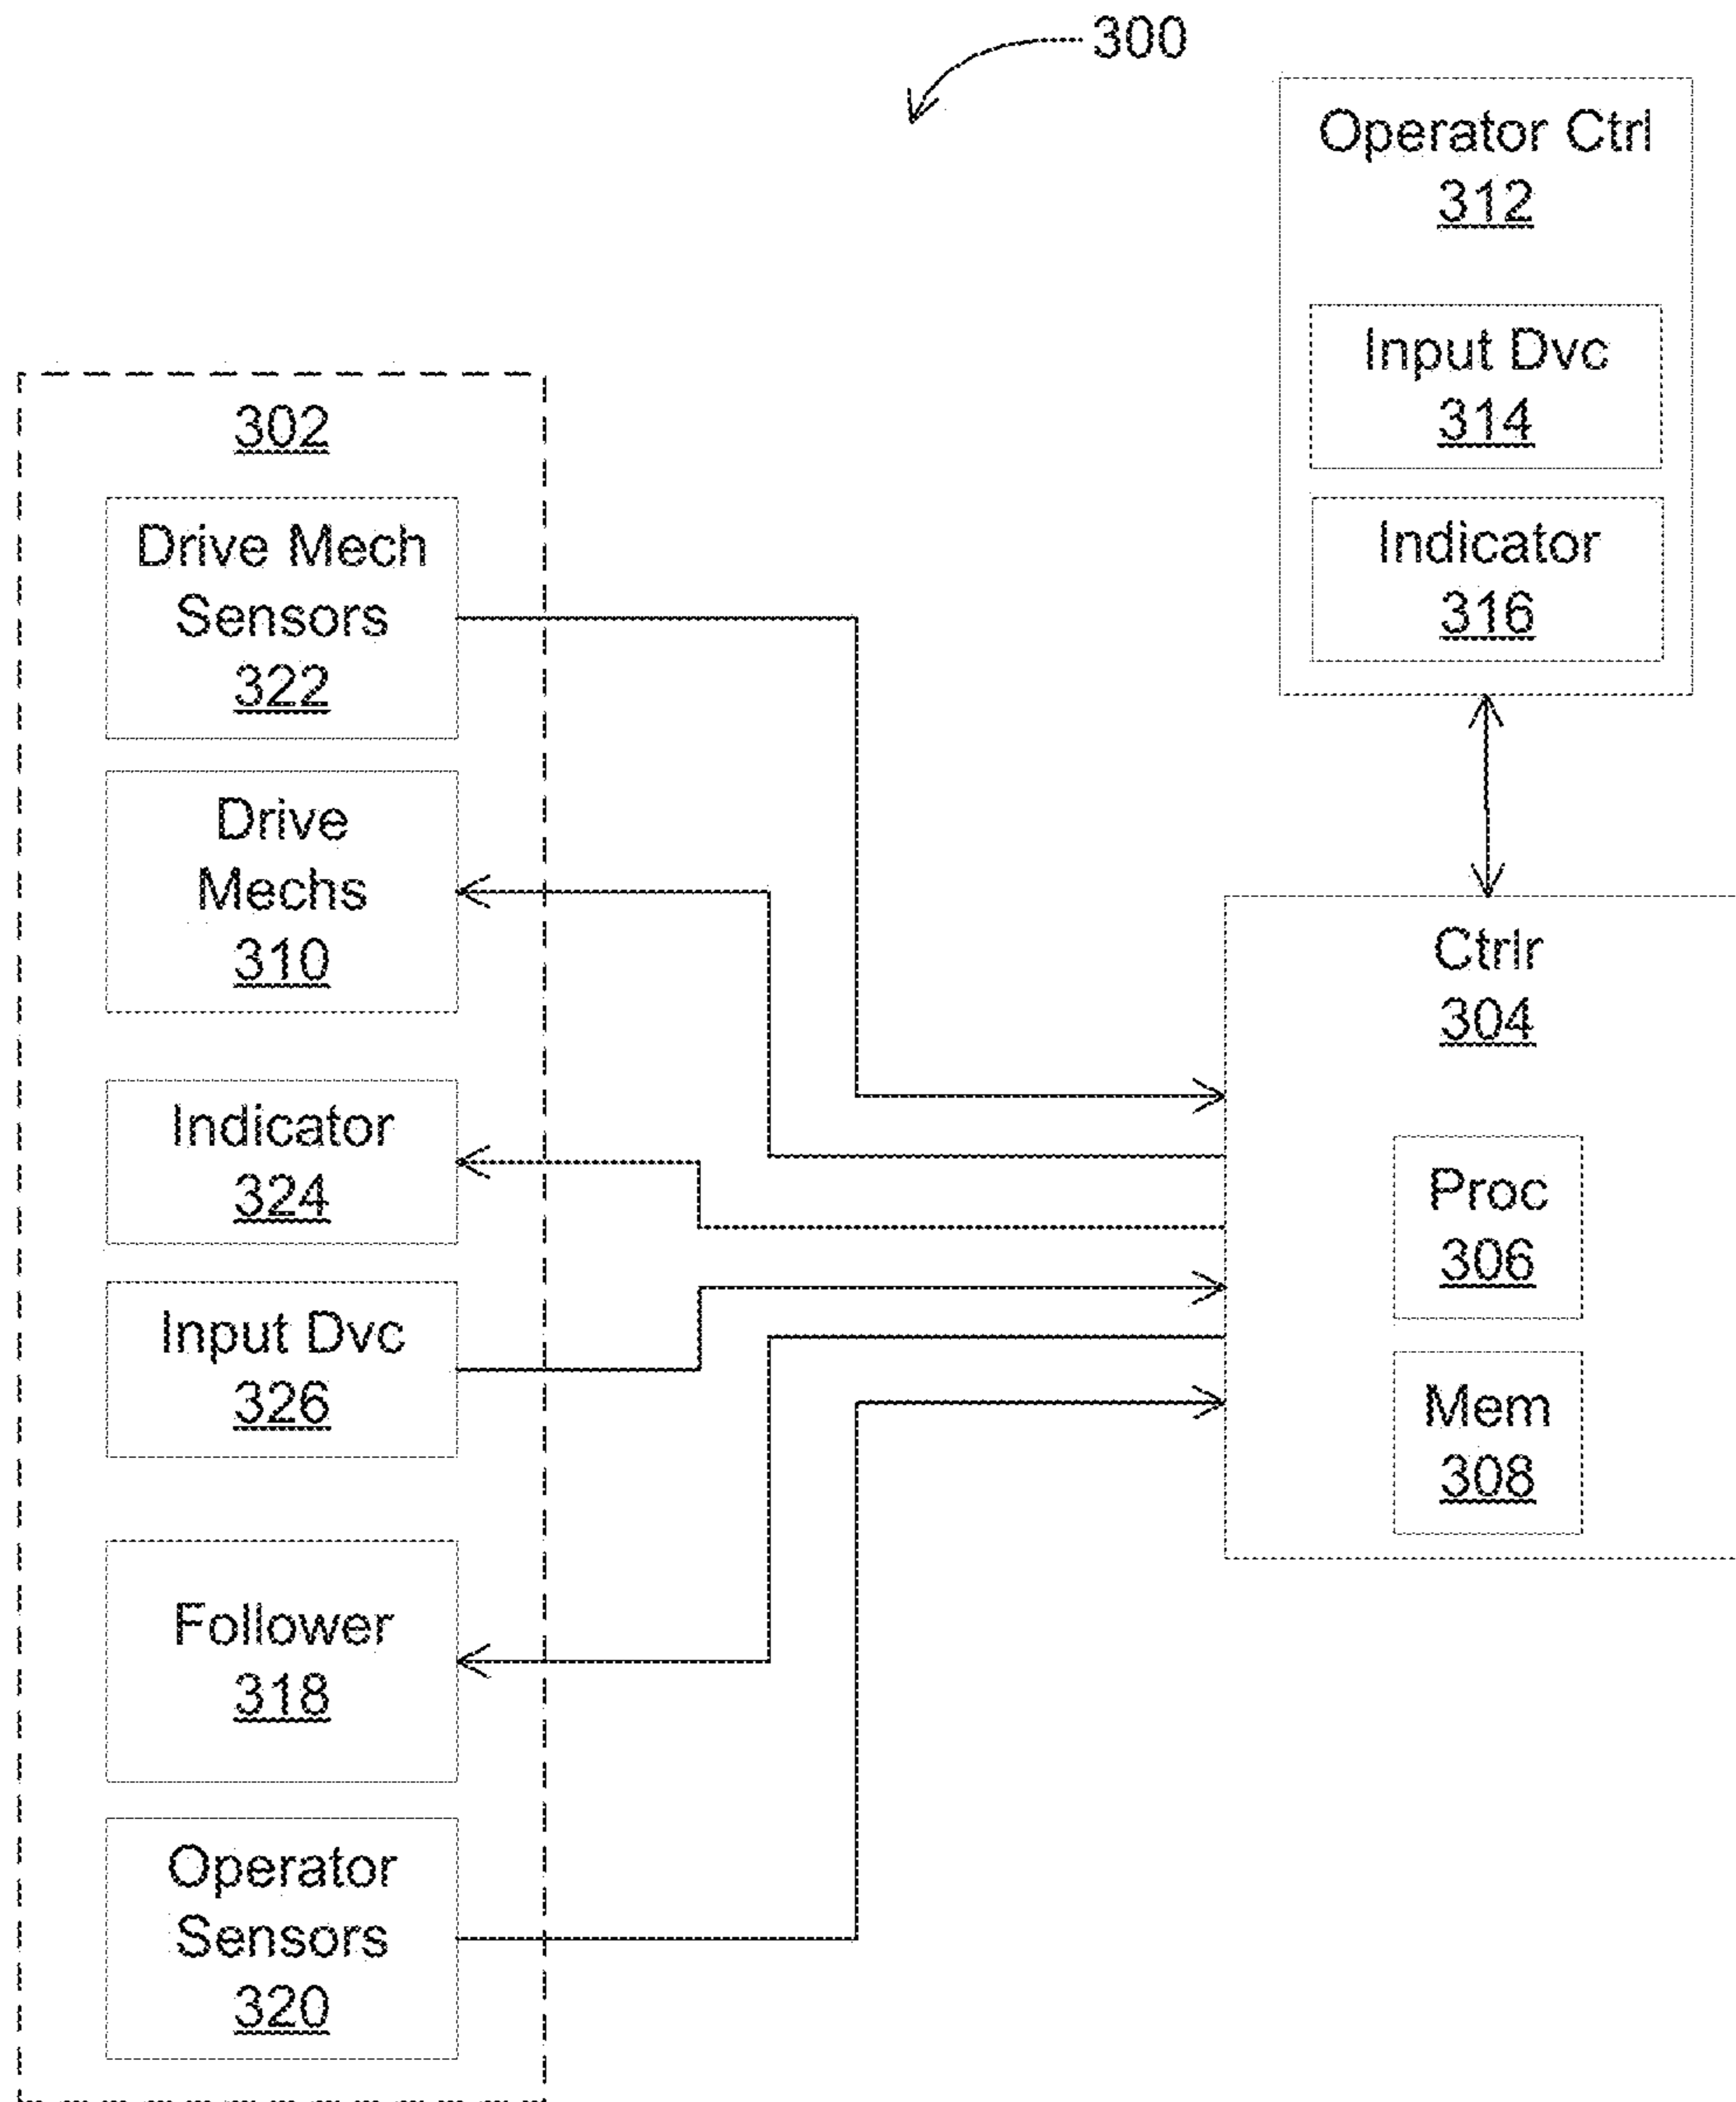 300
Operator Ctrl
312
Input Dvc
314
Indicator
316
302
Drive Mech
Sensors
322
Drive
Mechs
310
Indicator
324
Input Dvc
326
Follower
318
Operator
Sensors
320
Ctrlr
304
Proc
306
Mem
308